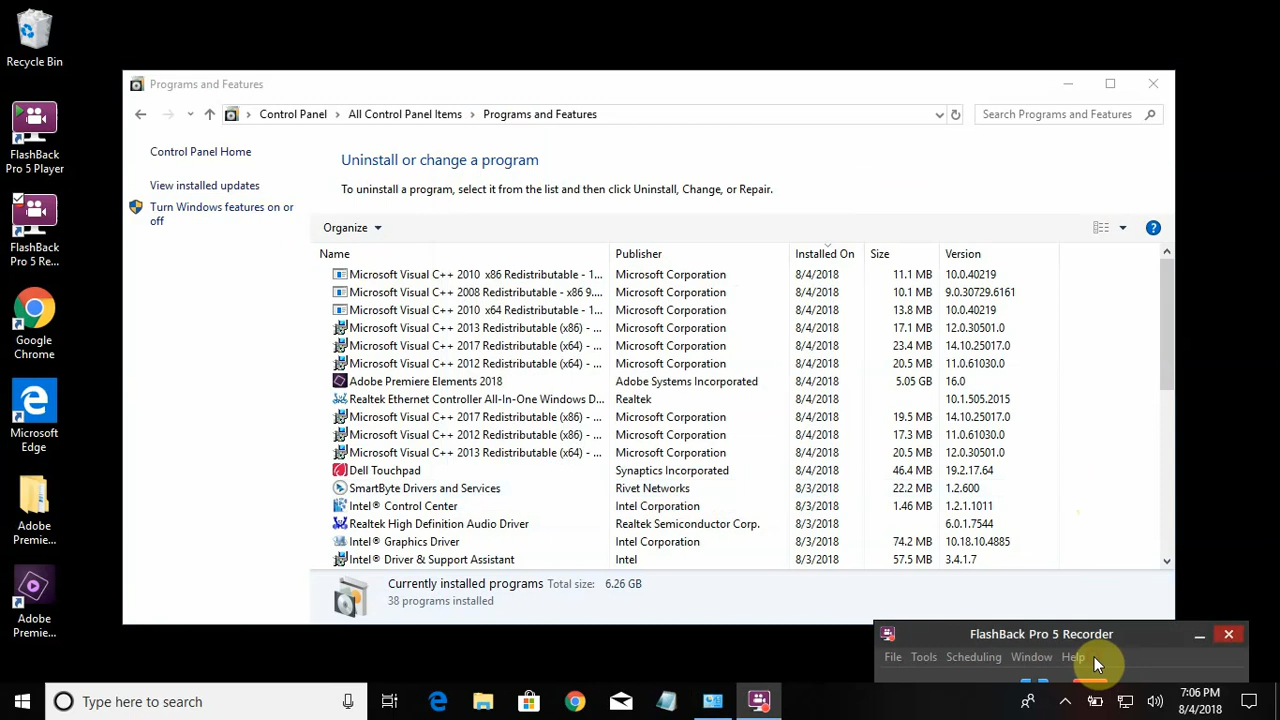 Recycle Bin
FlashBack
Pro 5 Player
FlashBack
Pro 5 Re...
Google
Chrome
Microsoft
Edge
Adobe
Premie...
Adobe
Premie...
Programs and Features
Control Panel
All Control Panel Items
Programs and Features
Search Programs and Features
Control Panel Home
View installed updates
Turn Windows features on or
off
Uninstall or change a program
To uninstall a program, select it from the list and then click Uninstall, Change, or Repair.
Organize
Name Publisher Installed On Size Version
Microsoft Visual C++ 2010 x86 Redistributable - 1... Microsoft Corporation 8/4/2018 11.1 MB 10.0.40219
Microsoft Visual C++ 2008 Redistributable - x86 9.... Microsoft Corporation 8/4/2018 10.1 MB 9.0.30729.6161
Microsoft Visual C++ 2010 x64 Redistributable - 1... Microsoft Corporation 8/4/2018 13.8 MB 10.0.40219
Microsoft Visual C++ 2013 Redistributable (x86) - ... Microsoft Corporation 8/4/2018 17.1 MB 12.0.30501.0
Microsoft Visual C++ 2017 Redistributable (x64) - ... Microsoft Corporation 8/4/2018 23.4 MB 14.10.25017.0
Microsoft Visual C++ 2012 Redistributable (x64) - ... Microsoft Corporation 8/4/2018 20.5 MB 11.0.61030.0
Adobe Premiere Elements 2018 Adobe Systems Incorporated 8/4/2018 5.05 GB 16.0
Realtek Ethernet Controller All-In-One Windows D... Realtek 8/4/2018 10.1.505.2015
Microsoft Visual C++ 2017 Redistributable (x86) - ... Microsoft Corporation 8/4/2018 19.5 MB 14.10.25017.0
Microsoft Visual C++ 2012 Redistributable (x86) - ... Microsoft Corporation 8/4/2018 17.3 MB 11.0.61030.0
Microsoft Visual C++ 2013 Redistributable (x64) - ... Microsoft Corporation 8/4/2018 20.5 MB 12.0.30501.0
Dell Touchpad Synaptics Incorporated 8/4/2018 46.4 MB 19.2.17.64
SmartByte Drivers and Services Rivet Networks 8/3/2018 22.2 MB 1.2.600
Intel® Control Center Intel Corporation 8/3/2018 1.46 MB 1.2.1.1011
Realtek High Definition Audio Driver Realtek Semiconductor Corp. 8/3/2018 6.0.1.7544
Intel® Graphics Driver Intel Corporation 8/3/2018 74.2 MB 10.18.10.4885
Intel® Driver & Support Assistant Intel 8/3/2018 57.5 MB 3.4.1.7
Currently installed programs Total size: 6.26 GB
38 programs installed
FlashBack Pro 5 Recorder
File Tools Scheduling Window Help
Type here to search
7:06 PM
8/4/2018